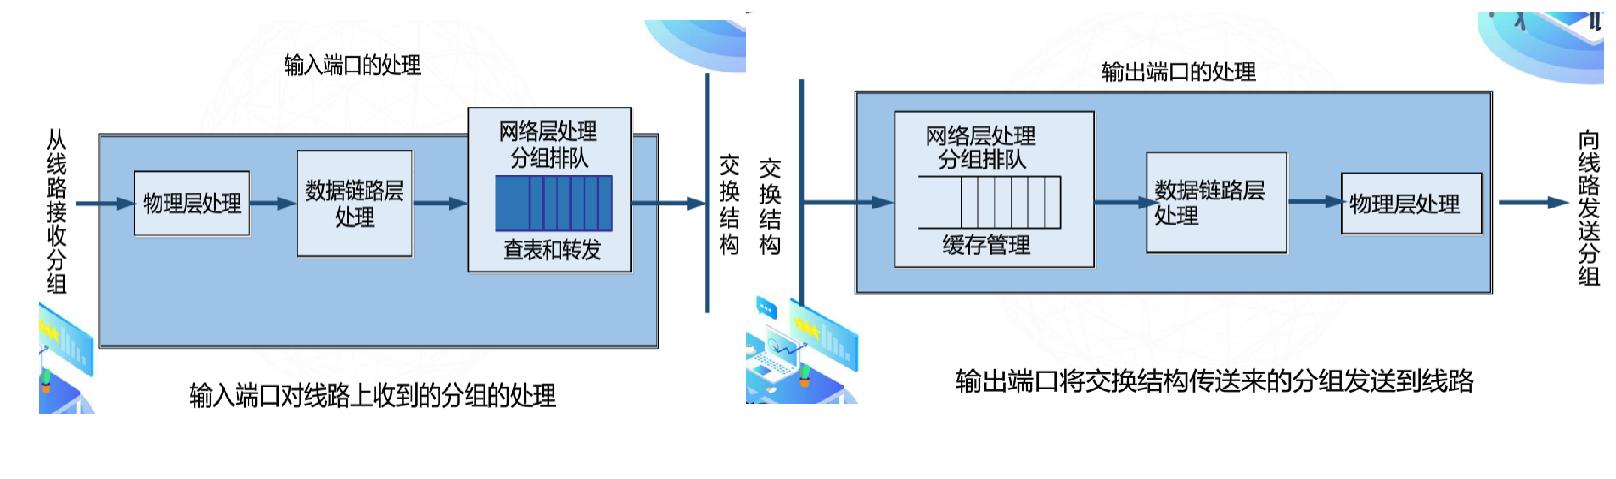 输入端口的处理
从线路接收分组
物理层处理
数据链路层
处理
网络层处理
分组排队
查表和转发
交换结构
输入端口对线路上收到的分组的处理
输出端口的处理
交换结构
网络层处理
分组排队
缓存管理
数据链路层
处理
物理层处理
向线路发送分组
输出端口将交换结构传送来的分组发送到线路